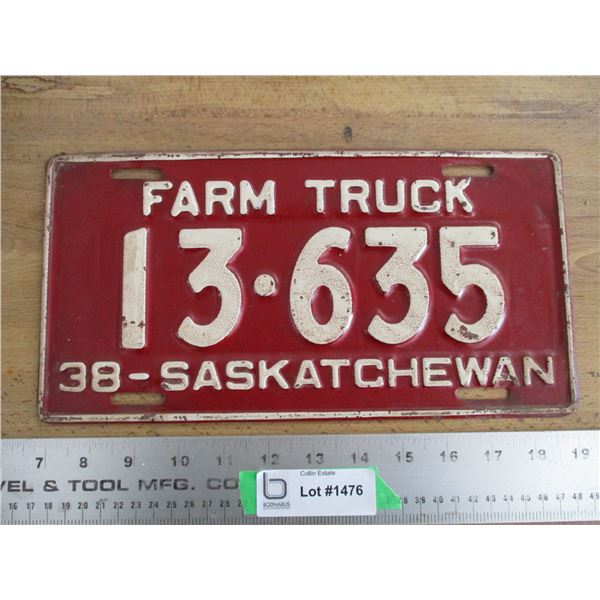 FARM TRUCK
13·635
38-SASKATCHEWAN
7 8 9 10 11 12 13 14 15 16 17 18 19
VEL & TOOL MFG. CO
Collin Estate
Lot #1476
BODNARUS